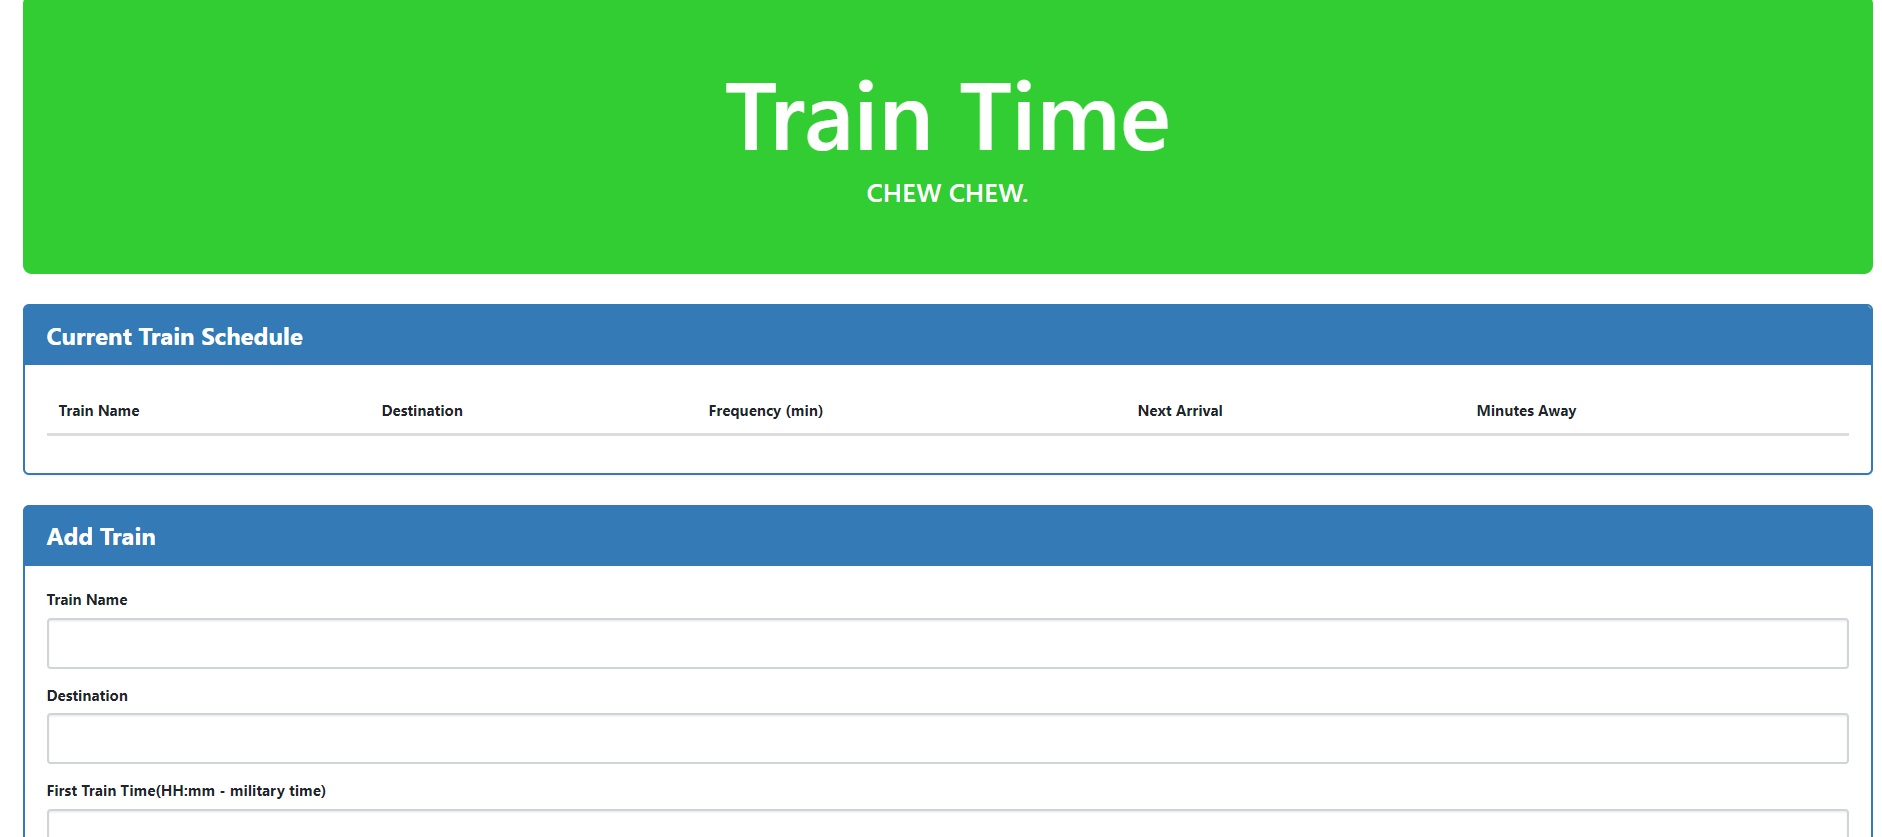 Train Time
CHEW CHEW.
Current Train Schedule
Train Name Destination Frequency (min) Next Arrival Minutes Away
Add Train
Train Name
Destination
First Train Time(HH:mm - military time)